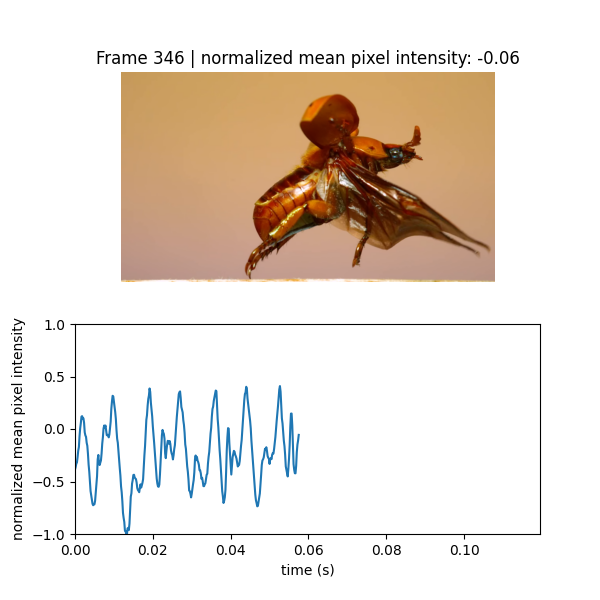 Frame 346 | normalized mean pixel intensity: -0.06
normalized mean pixel intensity
1.0
0.5
0.0
−0.5
−1.0
0.00 0.02 0.04 0.06 0.08 0.10
time (s)